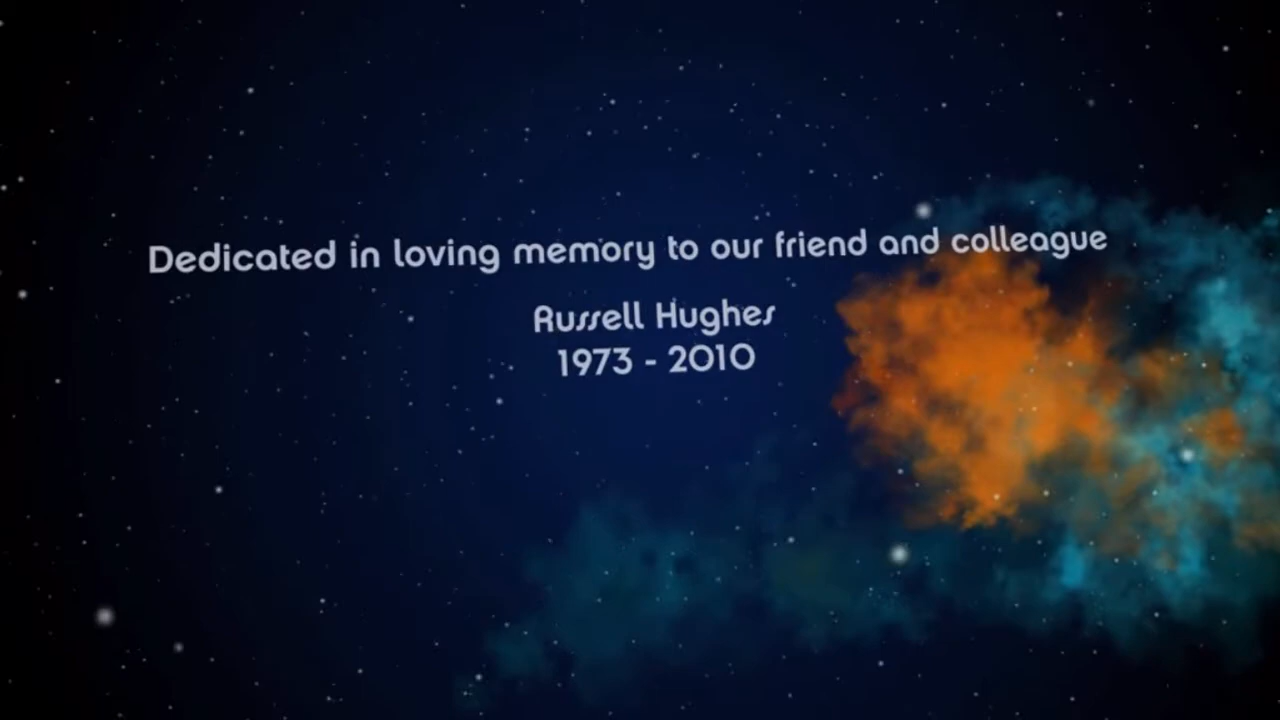 Dedicated in loving memory to our friend and colleague
Russell Hughes
1973 - 2010